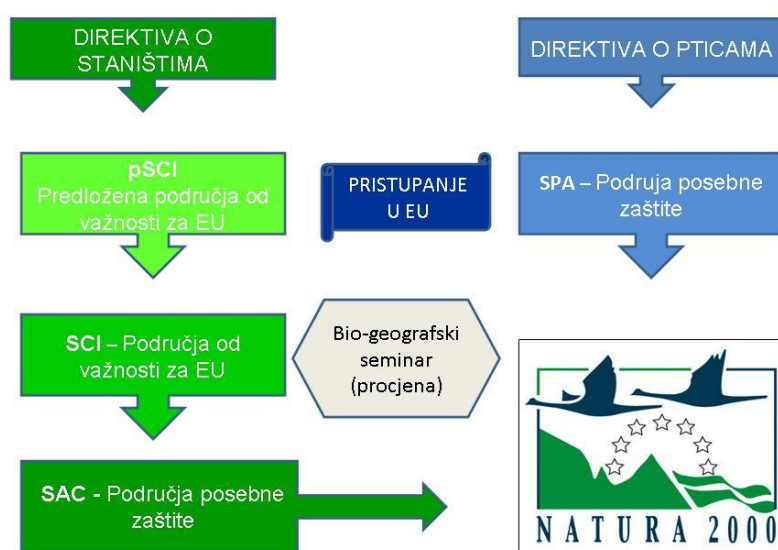 DIREKTIVA O
STANIŠTIMA
DIREKTIVA O PTICAMA
pSCI
Predložena područja od
važnosti za EU
PRISTUPANJE
U EU
SPA – Podruja posebne
zaštite
SCI – Područja od
važnosti za EU
Bio-geografski
seminar
(procjena)
SAC - Područja posebne
zaštite
NATURA 2000